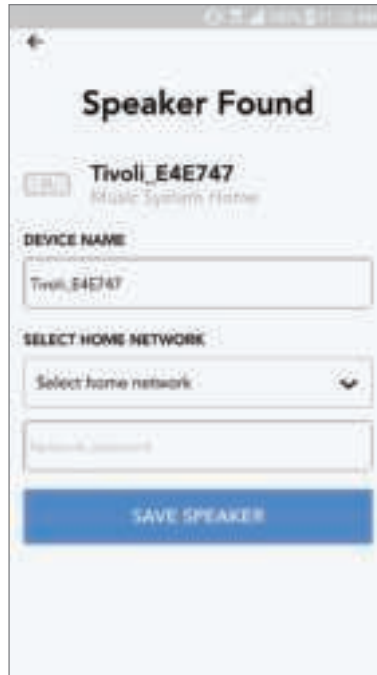 Speaker Found
Tivoli_E4E747
Music System Home
DEVICE NAME
Tivoli_E4E747
SELECT HOME NETWORK
Select home network
Network password
SAVE SPEAKER